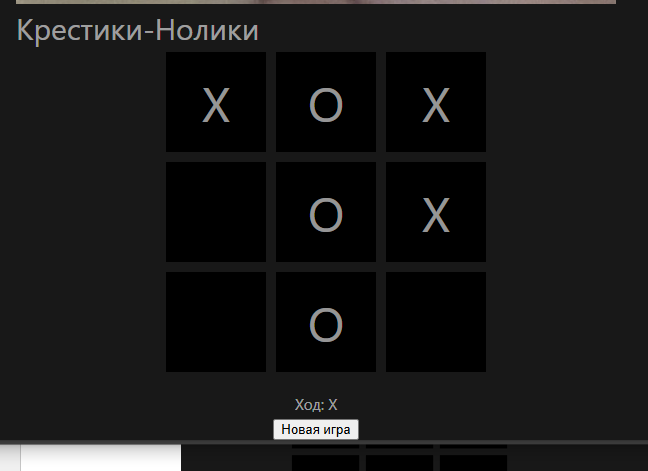 Крестики-Нолики
X O X
O X
O
Ход: X
Новая игра